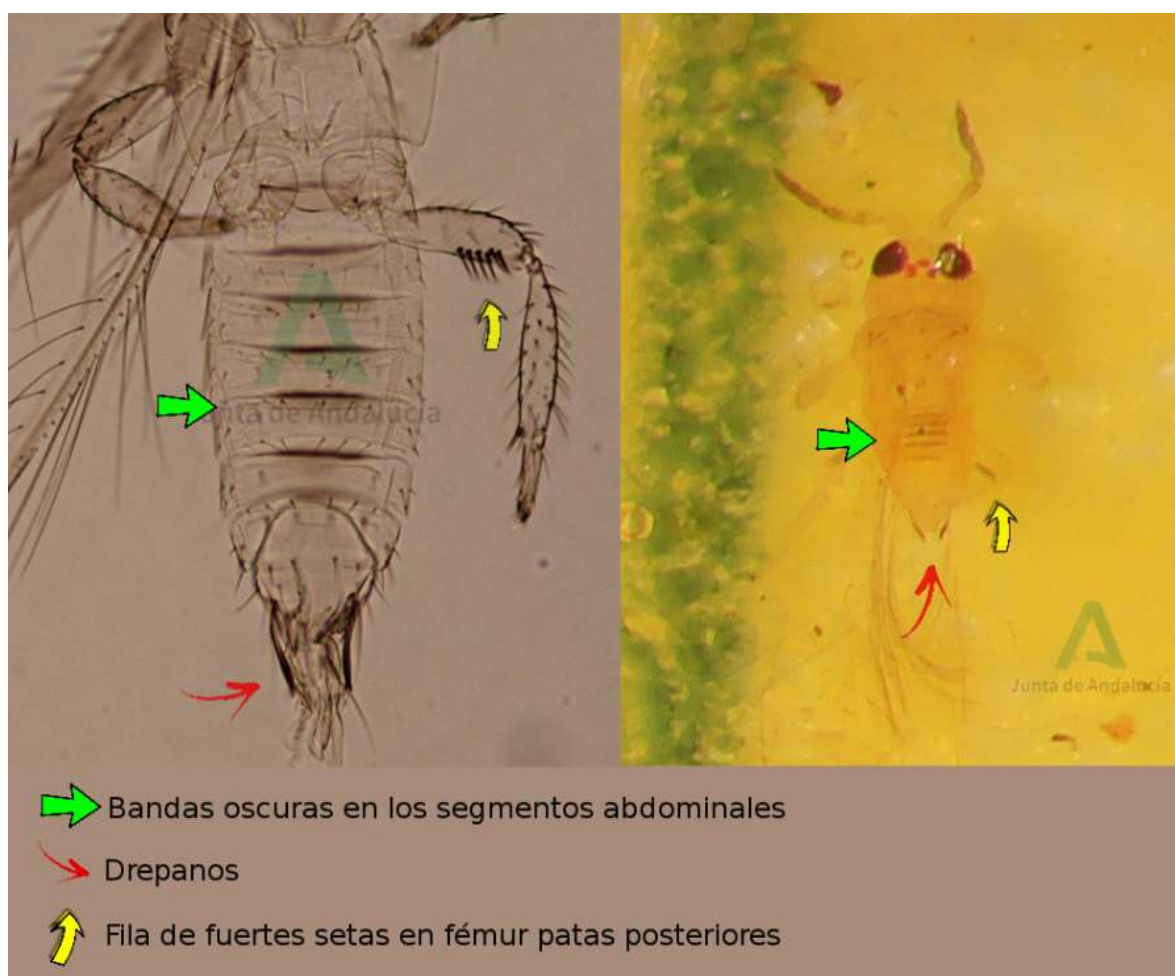 Junta de Andalucía
Junta de Andalucía
Bandas oscuras en los segmentos abdominales
Drepanos
Fila de fuertes setas en fémur patas posteriores